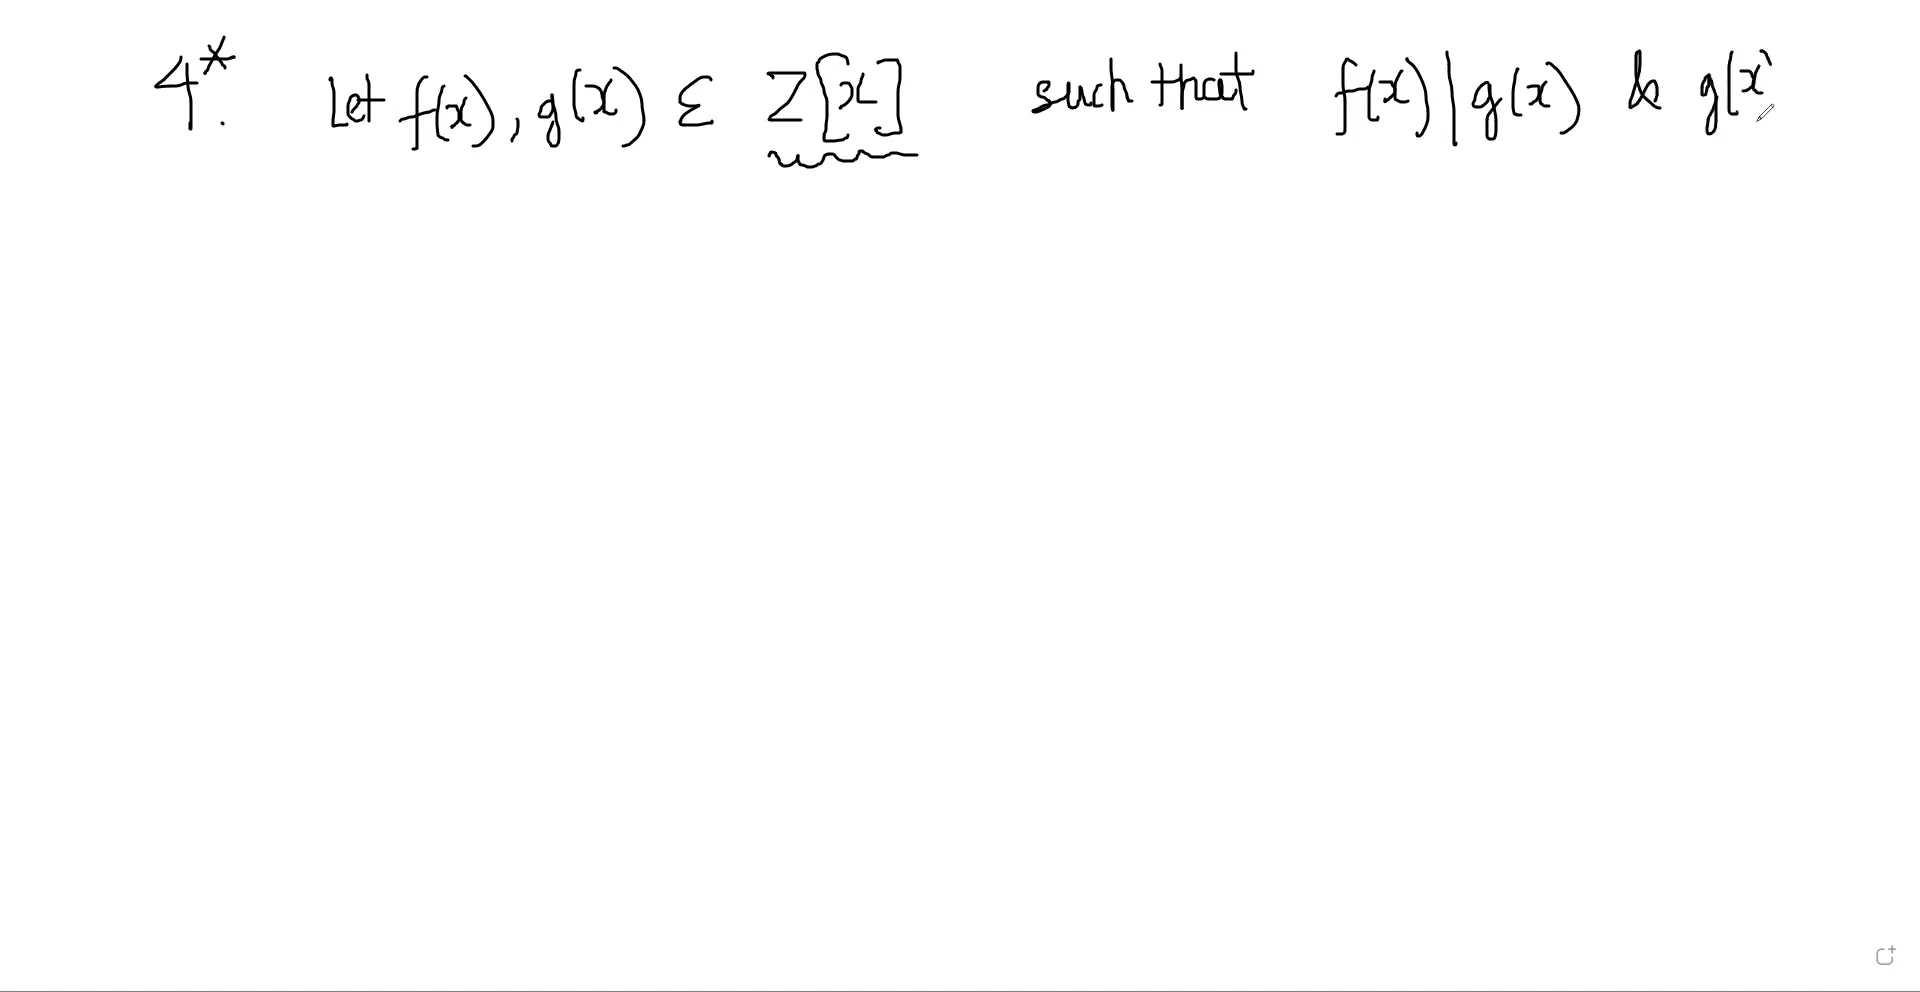 4*. Let f(x), g(x) ∈ Z[x] such that f(x)|g(x) & g(x)